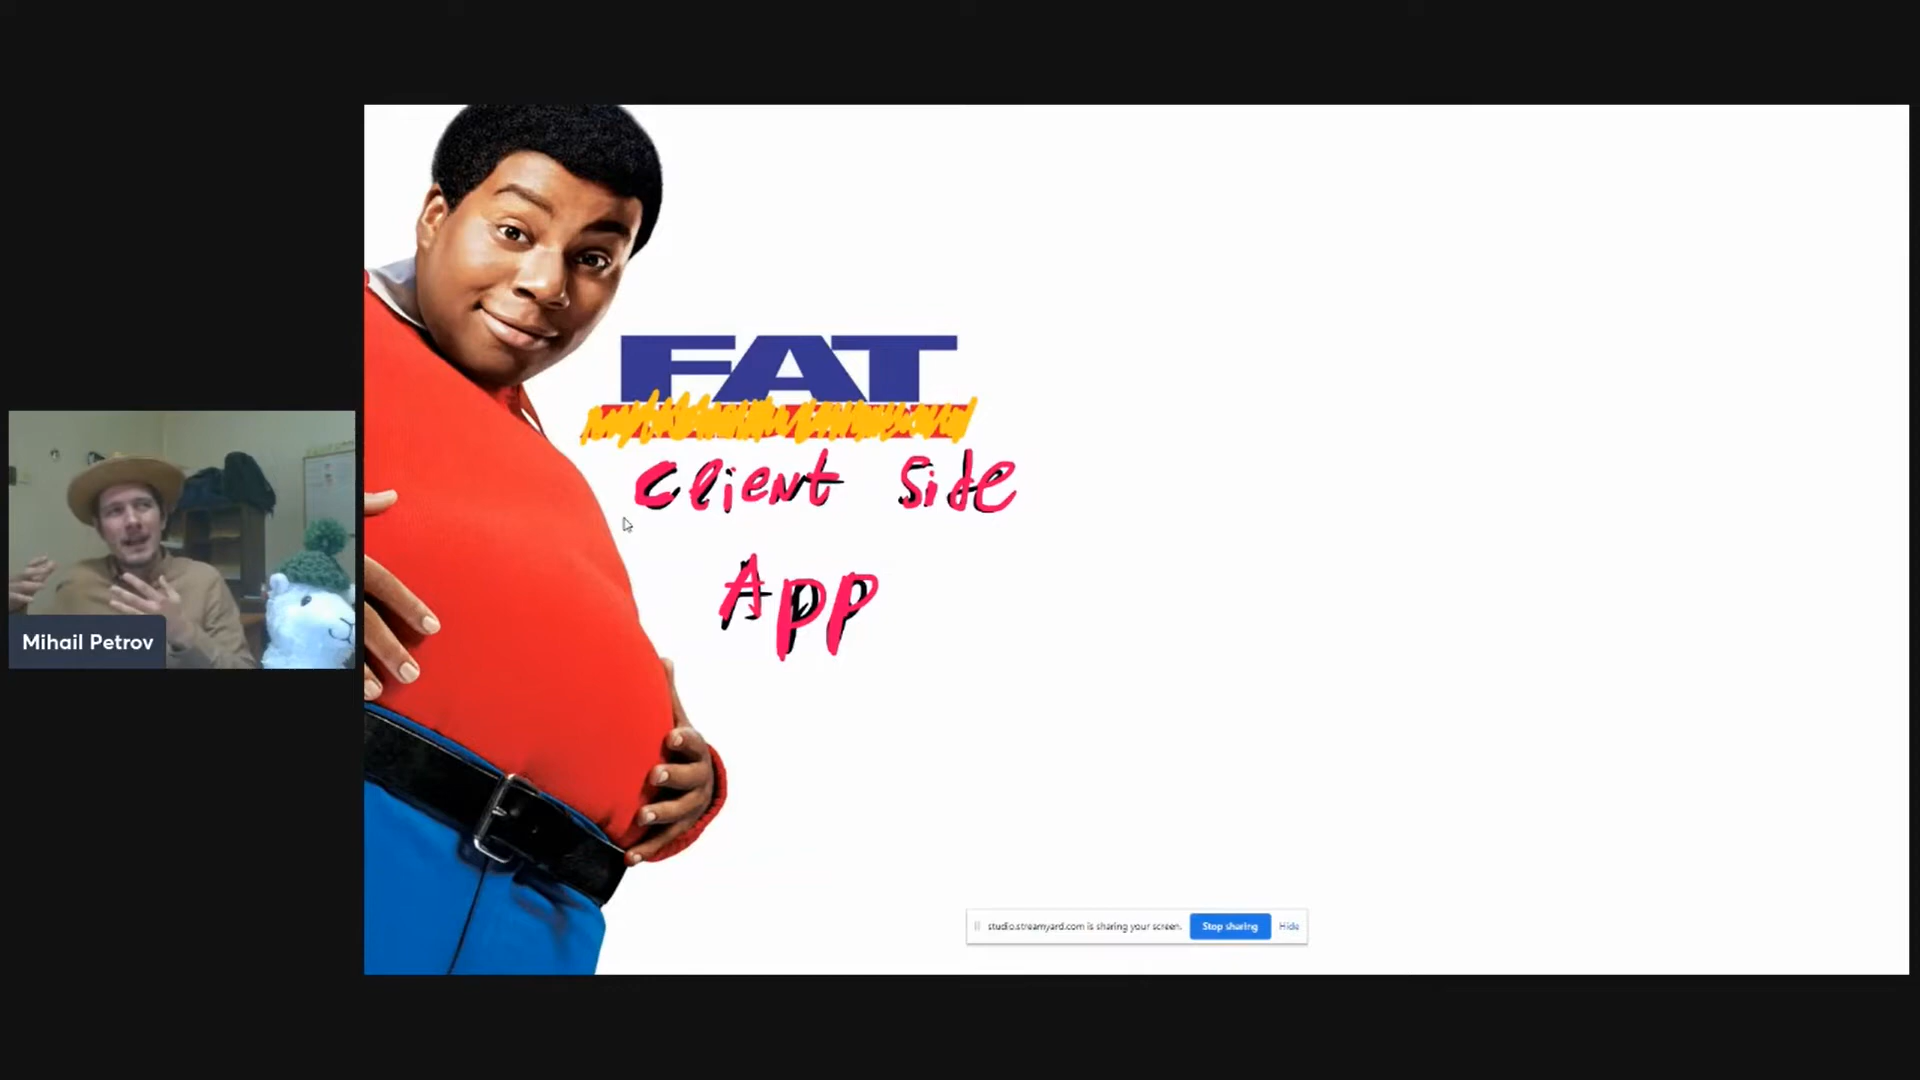 FAT
Client Side
App
Mihail Petrov
studio.streamyard.com is sharing your screen.
Stop sharing
Hide